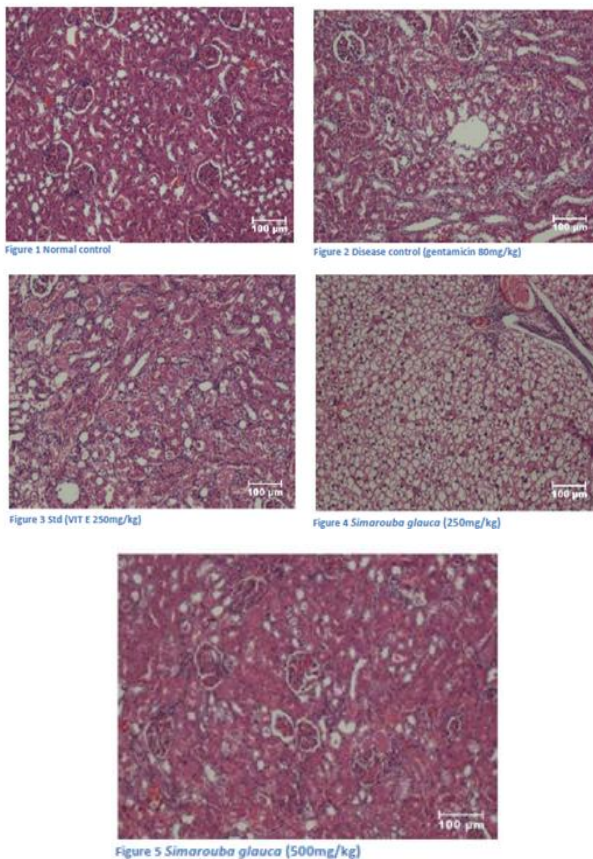 100 µm
100 µm
Figure 1 Normal control
Figure 2 Disease control (gentamicin 80mg/kg)
100 µm
100 µm
Figure 3 Std (VIT E 250mg/kg)
Figure 4 Simarouba glauca (250mg/kg)
100 µm
Figure 5 Simarouba glauca (500mg/kg)